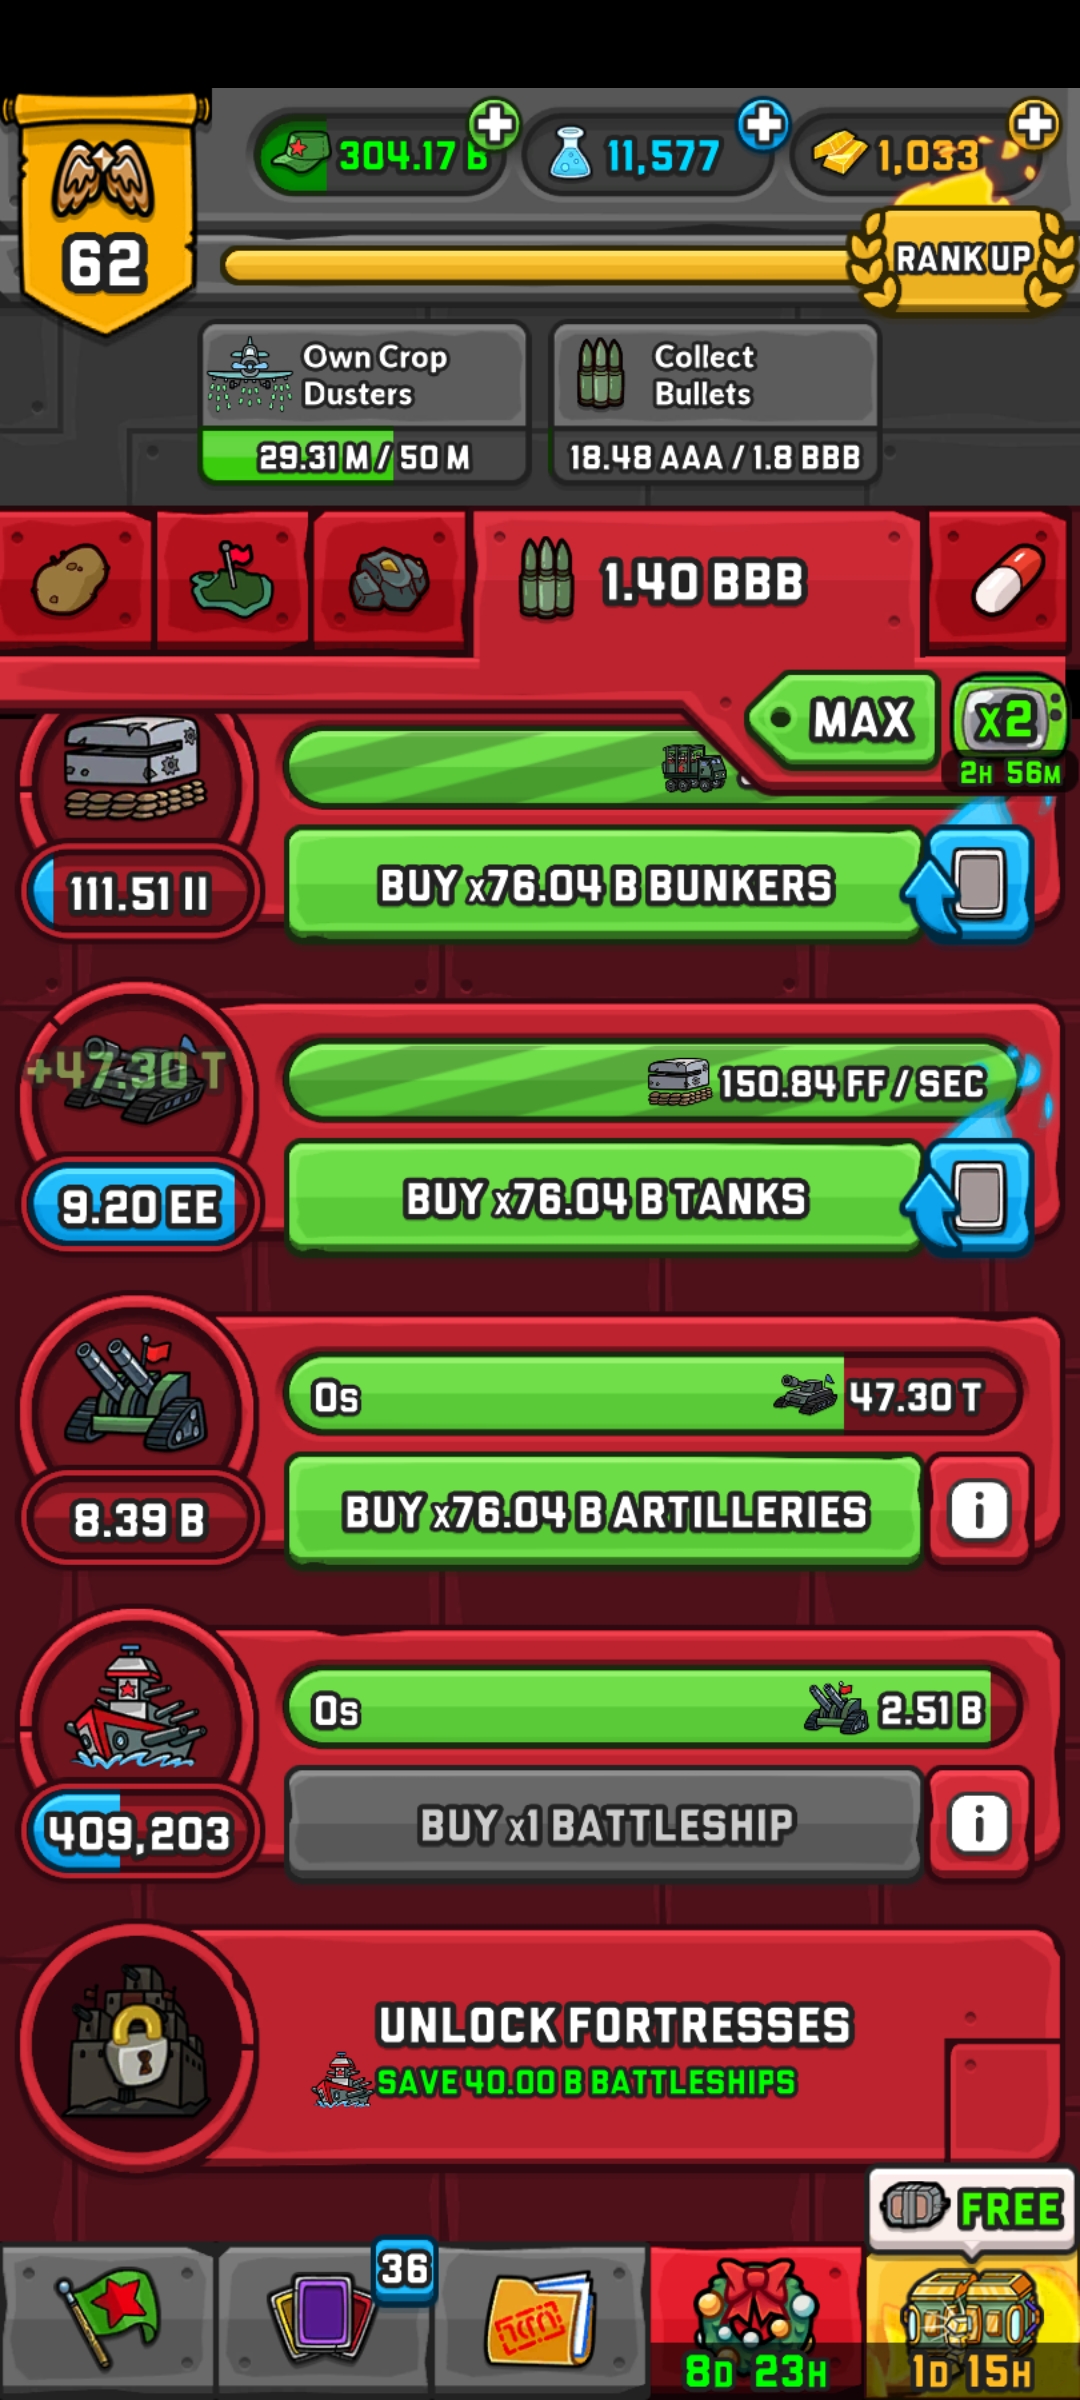 304.17 B
11,577
1,033
62
RANK UP
Own Crop
Dusters
29.31 M / 50 M
Collect
Bullets
18.48 AAA / 1.8 BBB
1.40 BBB
MAX
x2
2H 56M
111.51 II
BUY x76.04 B BUNKERS
+47.30 T
150.84 FF / SEC
9.20 EE
BUY x76.04 B TANKS
0s
47.30 T
8.39 B
BUY x76.04 B ARTILLERIES
i
0s
2.51 B
409,203
BUY x1 BATTLESHIP
i
UNLOCK FORTRESSES
SAVE 40.00 B BATTLESHIPS
FREE
36
8D 23H
1D 15H